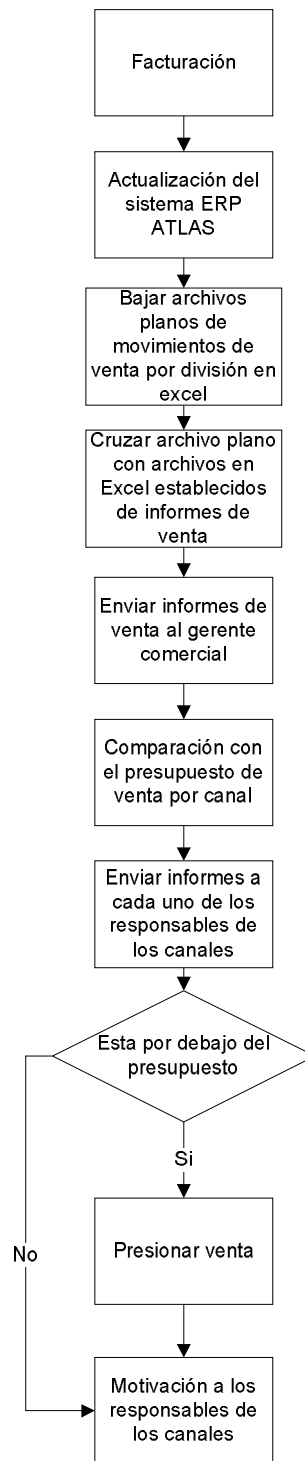 Facturación
Actualización del
sistema ERP
ATLAS
Bajar archivos
planos de
movimientos de
venta por división en
excel
Cruzar archivo plano
con archivos en
Excel establecidos
de informes de
venta
Enviar informes de
venta al gerente
comercial
Comparación con
el presupuesto de
venta por canal
Enviar informes a
cada uno de los
responsables de
los canales
Esta por debajo del
presupuesto
Si
Presionar venta
No
Motivación a los
responsables de
los canales